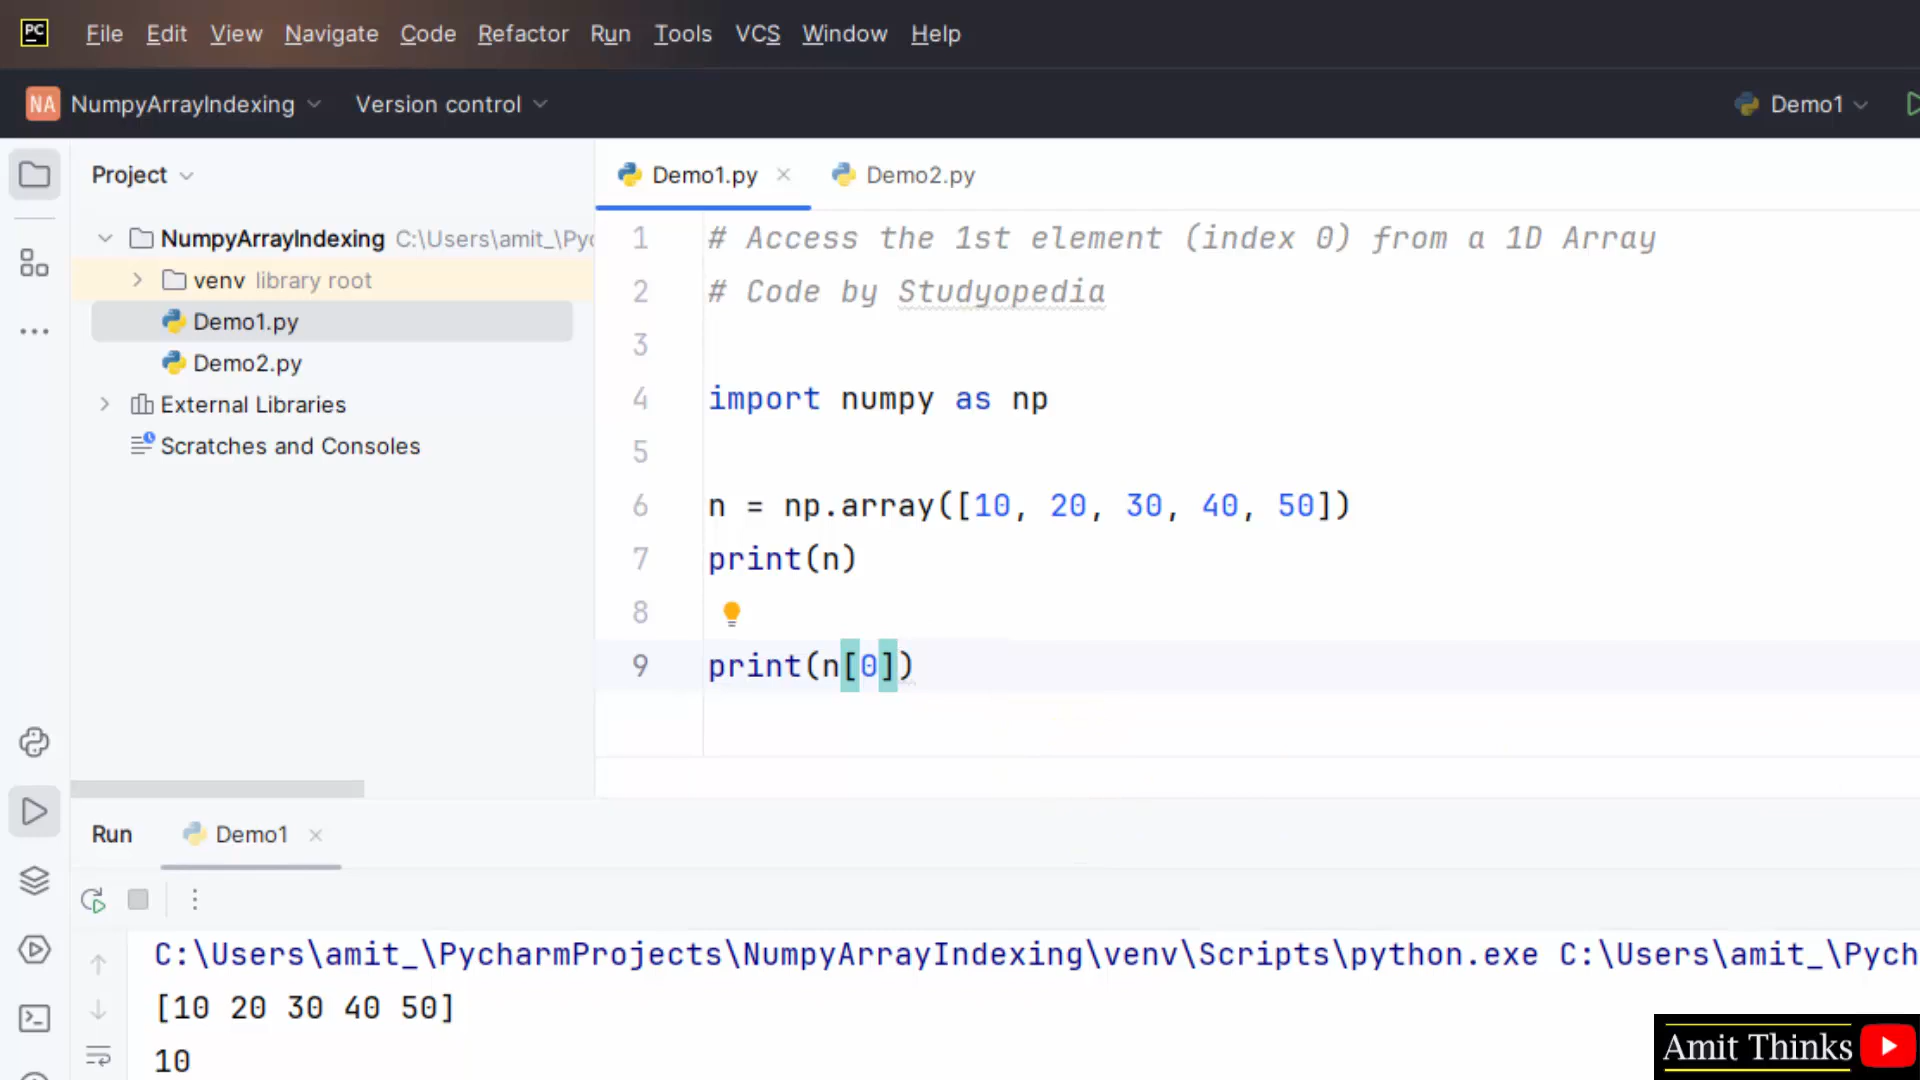 PC File Edit View Navigate Code Refactor Run Tools VCS Window Help
NA NumpyArrayIndexing Version control Demo1
Project
Demo1.py Demo2.py
NumpyArrayIndexing C:\Users\amit_\Pyc
venv library root
Demo1.py
Demo2.py
External Libraries
Scratches and Consoles
1 # Access the 1st element (index 0) from a 1D Array
2 # Code by Studyopedia
3
4 import numpy as np
5
6 n = np.array([10, 20, 30, 40, 50])
7 print(n)
8
9 print(n[0])
Run Demo1
C:\Users\amit_\PycharmProjects\NumpyArrayIndexing\venv\Scripts\python.exe C:\Users\amit_\Pych
[10 20 30 40 50]
10
Amit Thinks